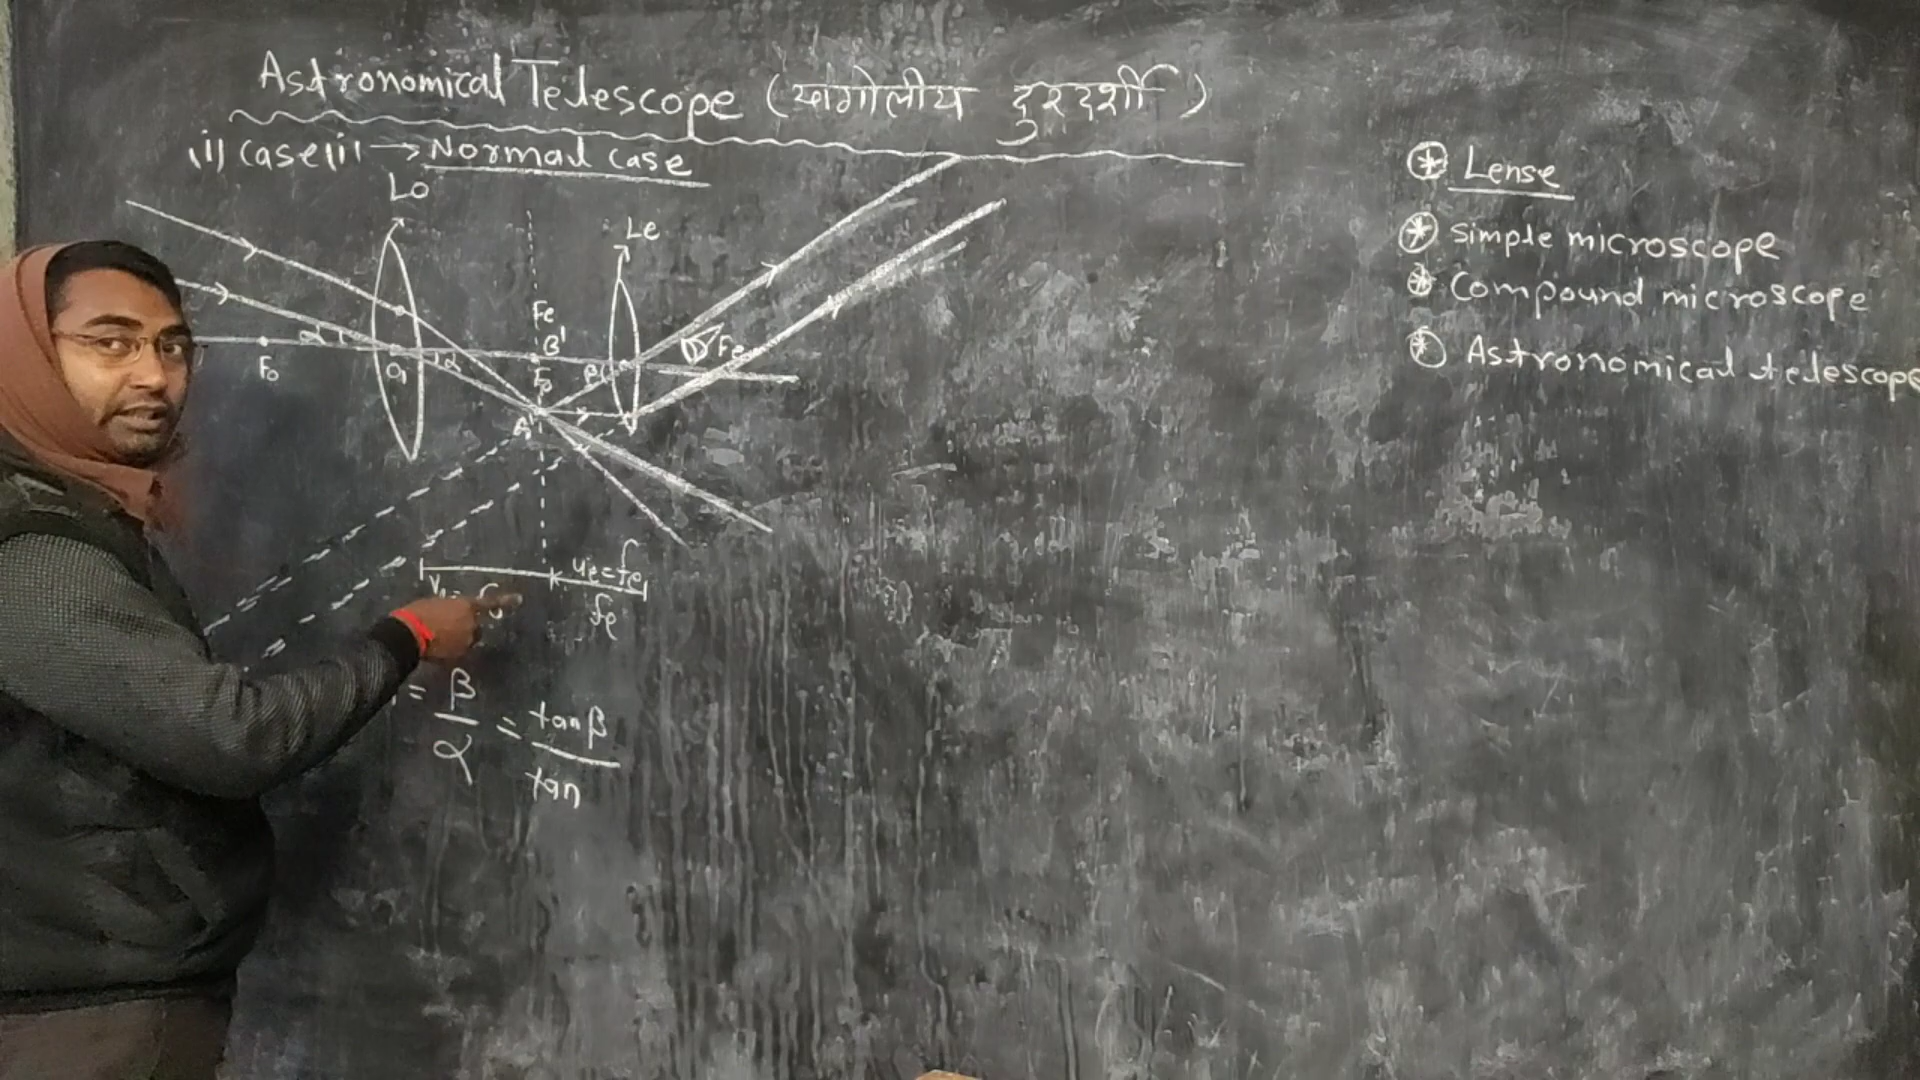 Astronomical Telescope (खगोलीय दुरदर्शी)
(i) case(i) → Normal case
Lo
Le
Fe
B'
Fo
α
O1
α
Fo
β
Fe
A'
ue=fe
fe
= β/α = tanβ/tan
Lense
simple microscope
Compound microscope
Astronomical telescope